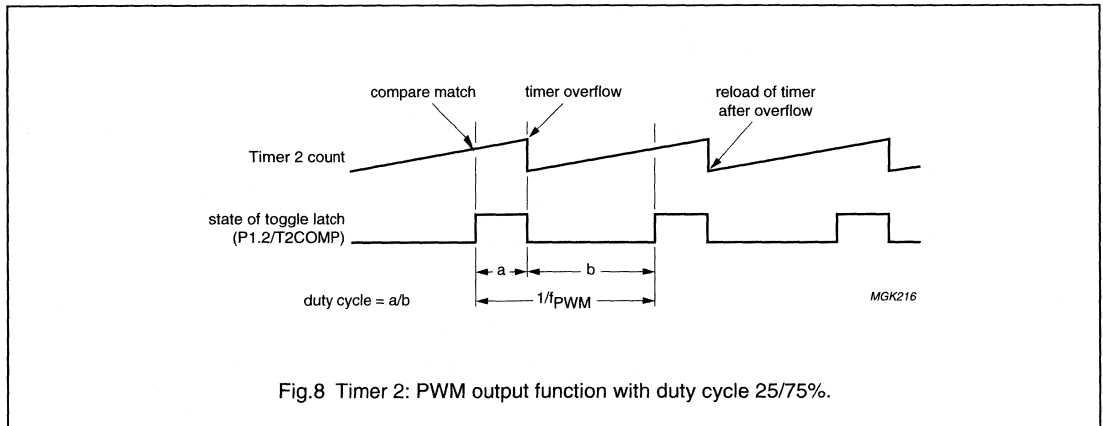 compare match
timer overflow
reload of timer
after overflow
Timer 2 count
state of toggle latch
(P1.2/T2COMP)
a
b
duty cycle = a/b
1/fPWM
MGK216
Fig.8 Timer 2: PWM output function with duty cycle 25/75%.